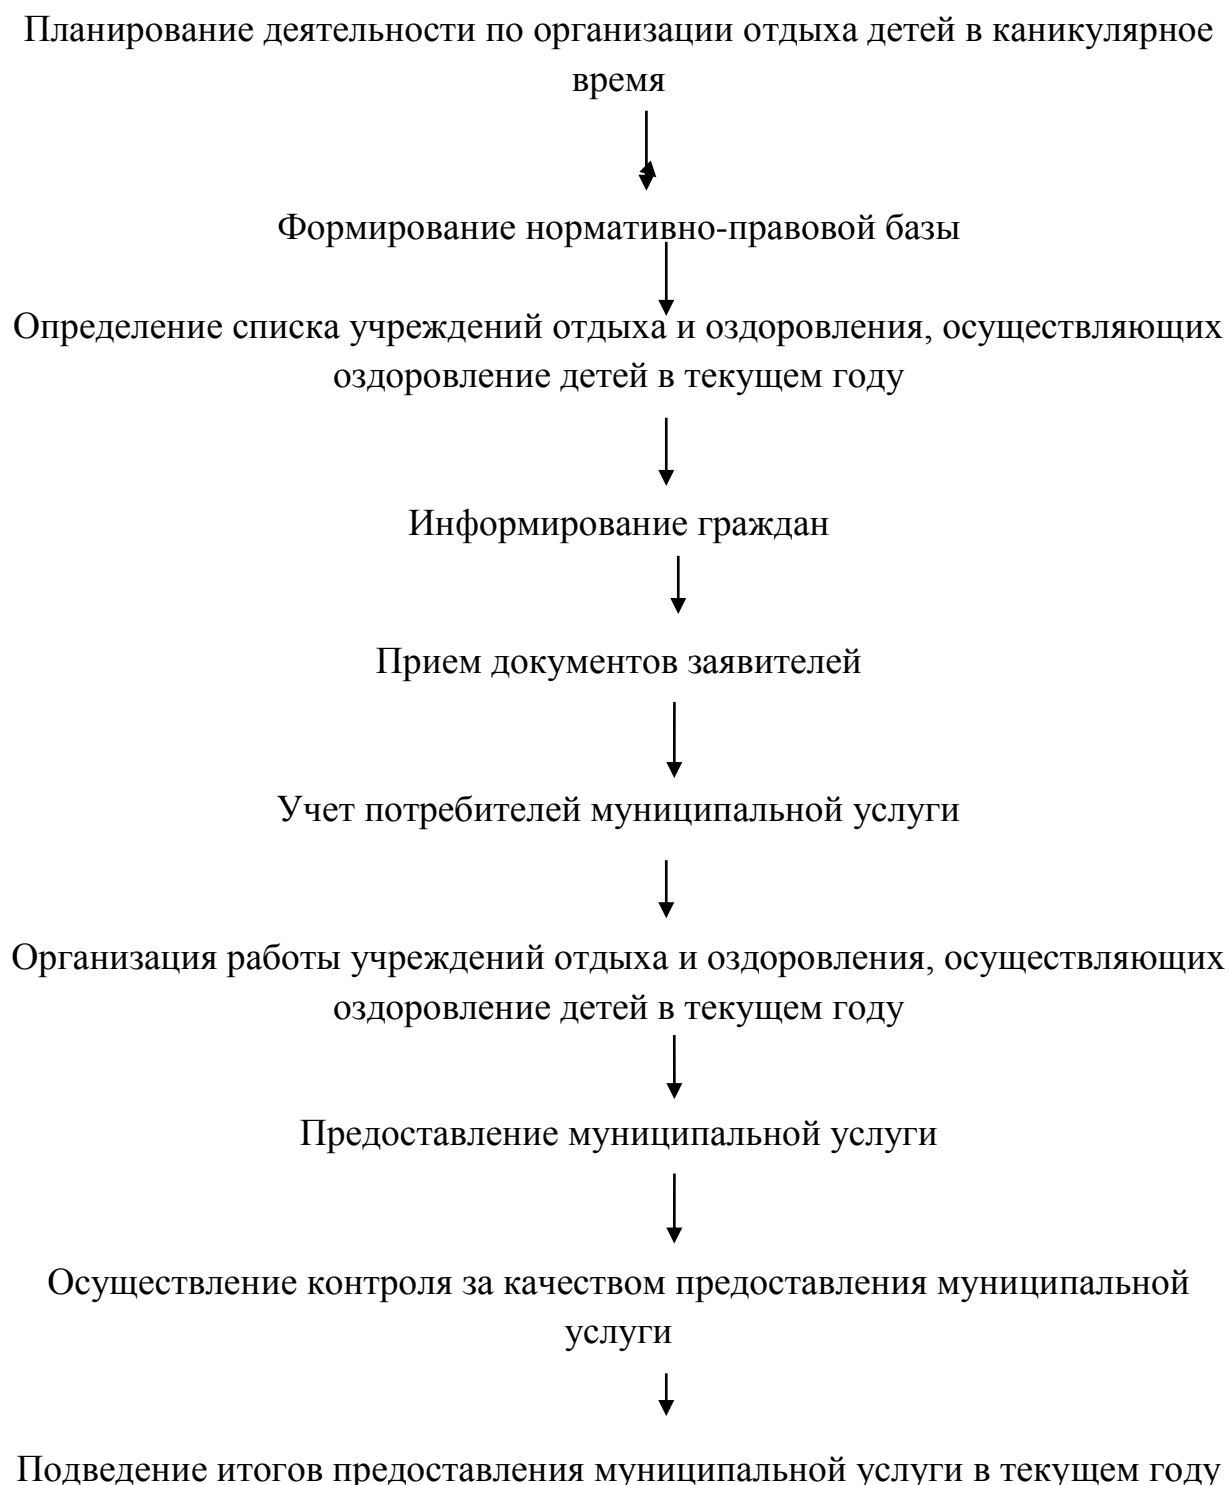 Планирование деятельности по организации отдыха детей в каникулярное
время
Формирование нормативно-правовой базы
Определение списка учреждений отдыха и оздоровления, осуществляющих
оздоровление детей в текущем году
Информирование граждан
Прием документов заявителей
Учет потребителей муниципальной услуги
Организация работы учреждений отдыха и оздоровления, осуществляющих
оздоровление детей в текущем году
Предоставление муниципальной услуги
Осуществление контроля за качеством предоставления муниципальной
услуги
Подведение итогов предоставления муниципальной услуги в текущем году